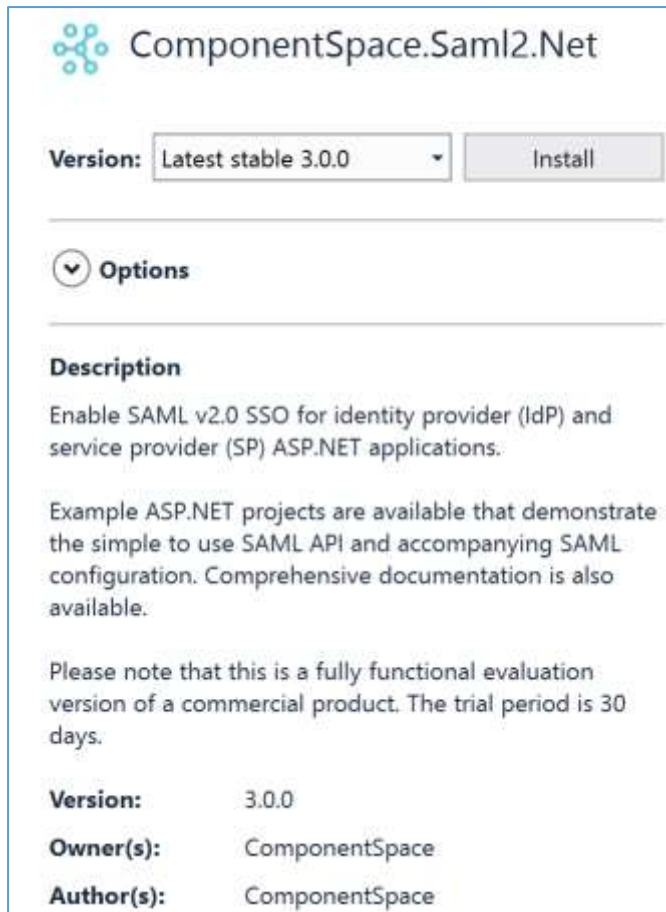 ComponentSpace.Saml2.Net
Version: Latest stable 3.0.0 Install
Options
Description
Enable SAML v2.0 SSO for identity provider (IdP) and
service provider (SP) ASP.NET applications.
Example ASP.NET projects are available that demonstrate
the simple to use SAML API and accompanying SAML
configuration. Comprehensive documentation is also
available.
Please note that this is a fully functional evaluation
version of a commercial product. The trial period is 30
days.
Version: 3.0.0
Owner(s): ComponentSpace
Author(s): ComponentSpace